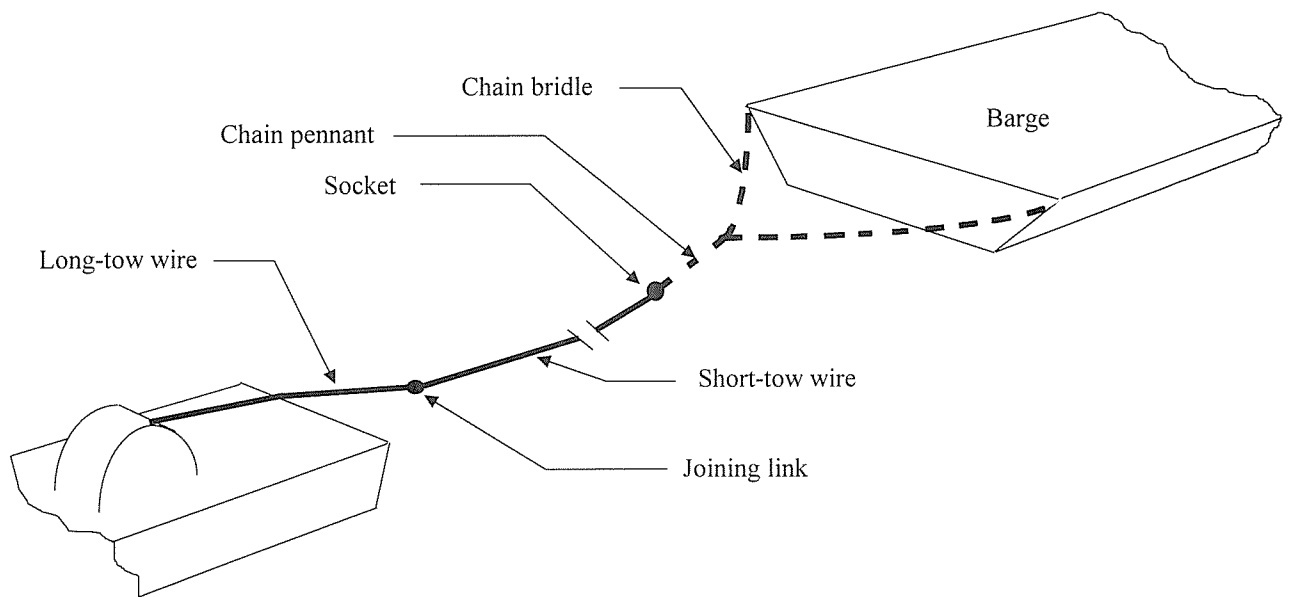 Chain bridle
Barge
Chain pennant
Socket
Long-tow wire
Short-tow wire
Joining link